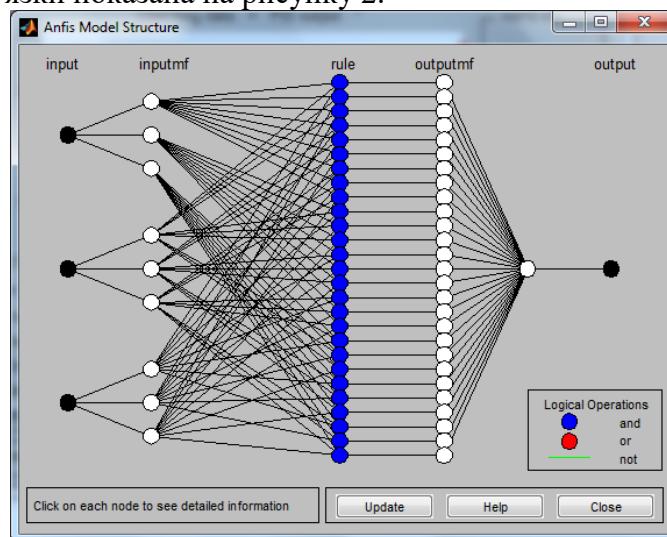 показана на рисунку 2.
Anfis Model Structure
input inputmf rule outputmf output
Logical Operations
and
or
not
Click on each node to see detailed information
Update Help Close